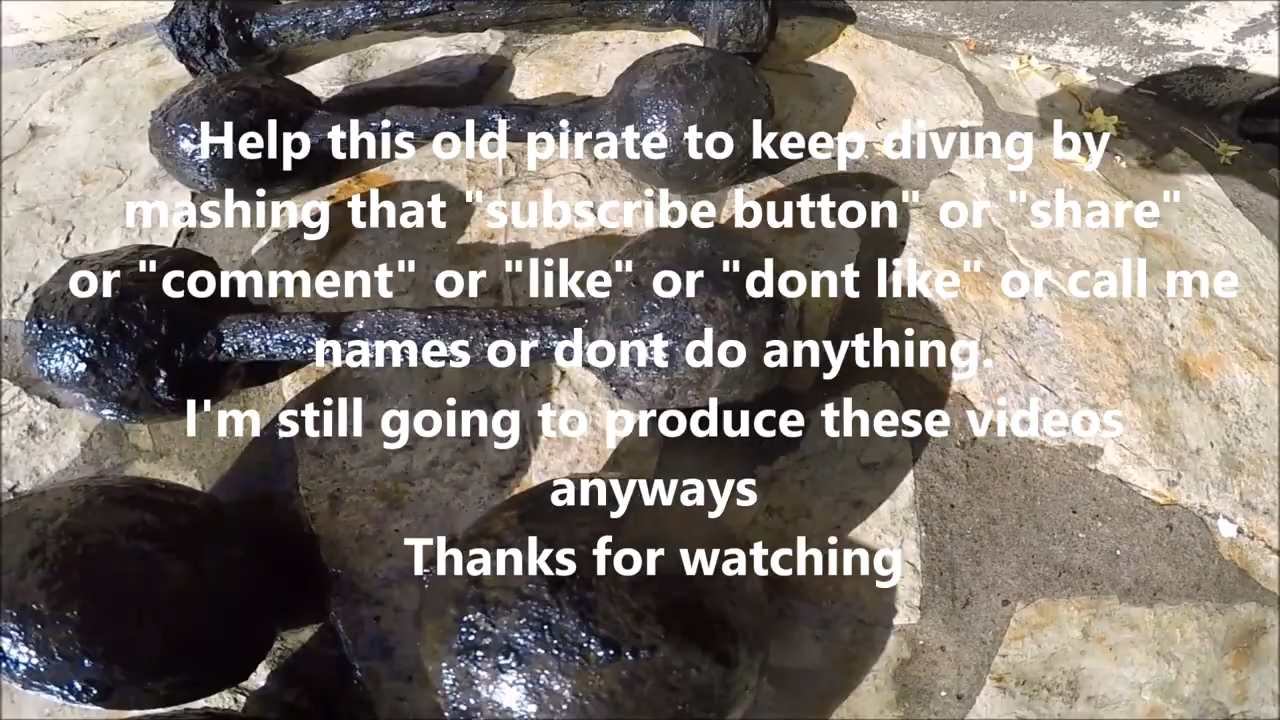 Help this old pirate to keep diving by
mashing that "subscribe button" or "share"
or "comment" or "like" or "dont like" or call me
names or dont do anything.
I'm still going to produce these videos
anyways
Thanks for watching